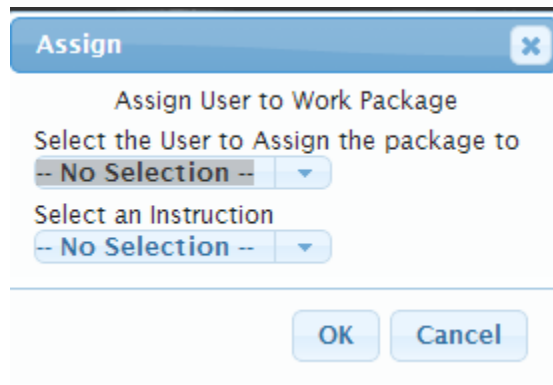 Assign
Assign User to Work Package
Select the User to Assign the package to
-- No Selection --
Select an Instruction
-- No Selection --
OK Cancel